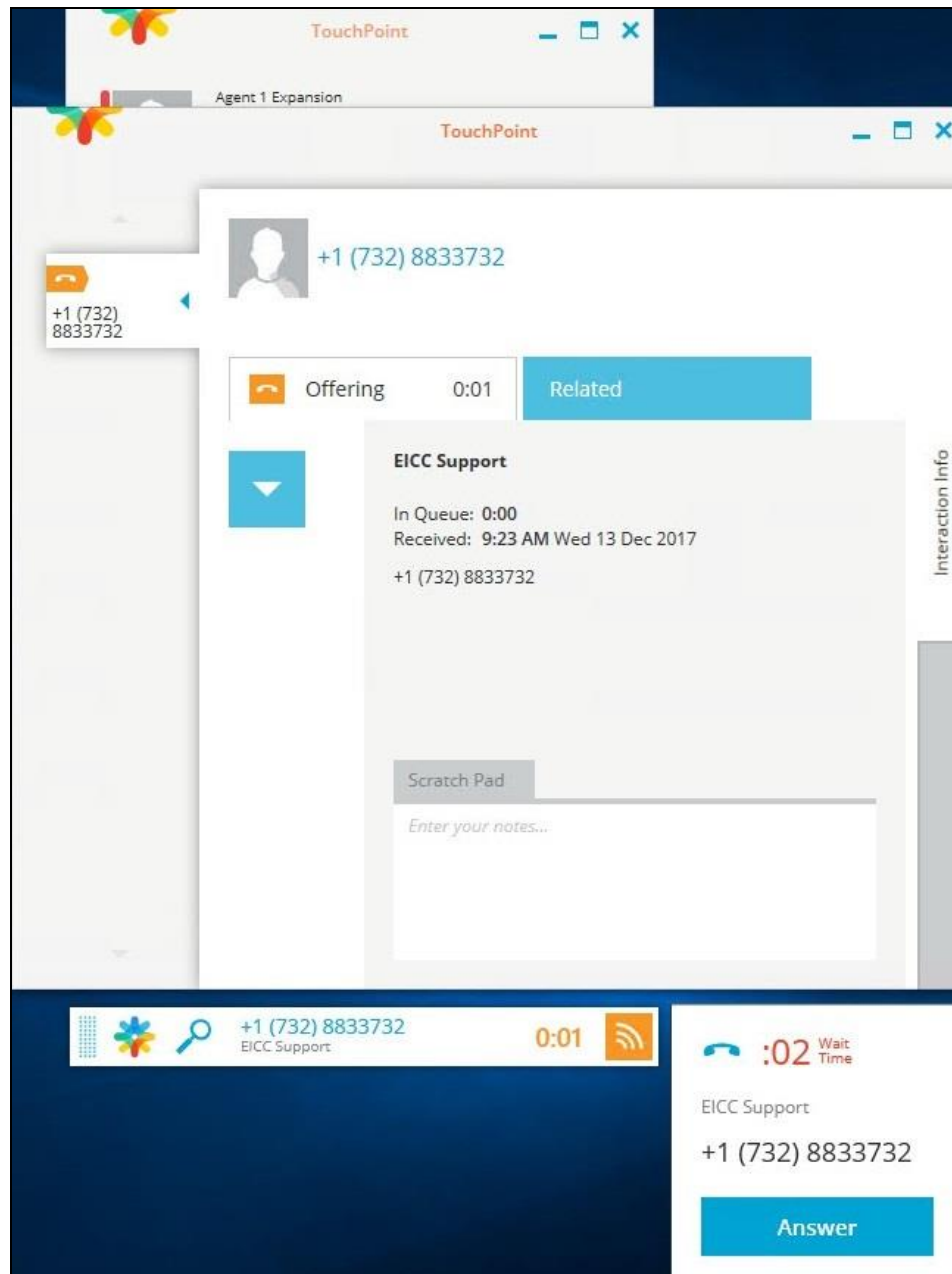 TouchPoint
Agent 1 Expansion
TouchPoint
+1 (732) 8833732
+1 (732)
8833732
Offering 0:01 Related
EICC Support
In Queue: 0:00
Received: 9:23 AM Wed 13 Dec 2017
+1 (732) 8833732
Interaction Info
Scratch Pad
Enter your notes...
+1 (732) 8833732
EICC Support
0:01
:02 Wait
Time
EICC Support
+1 (732) 8833732
Answer